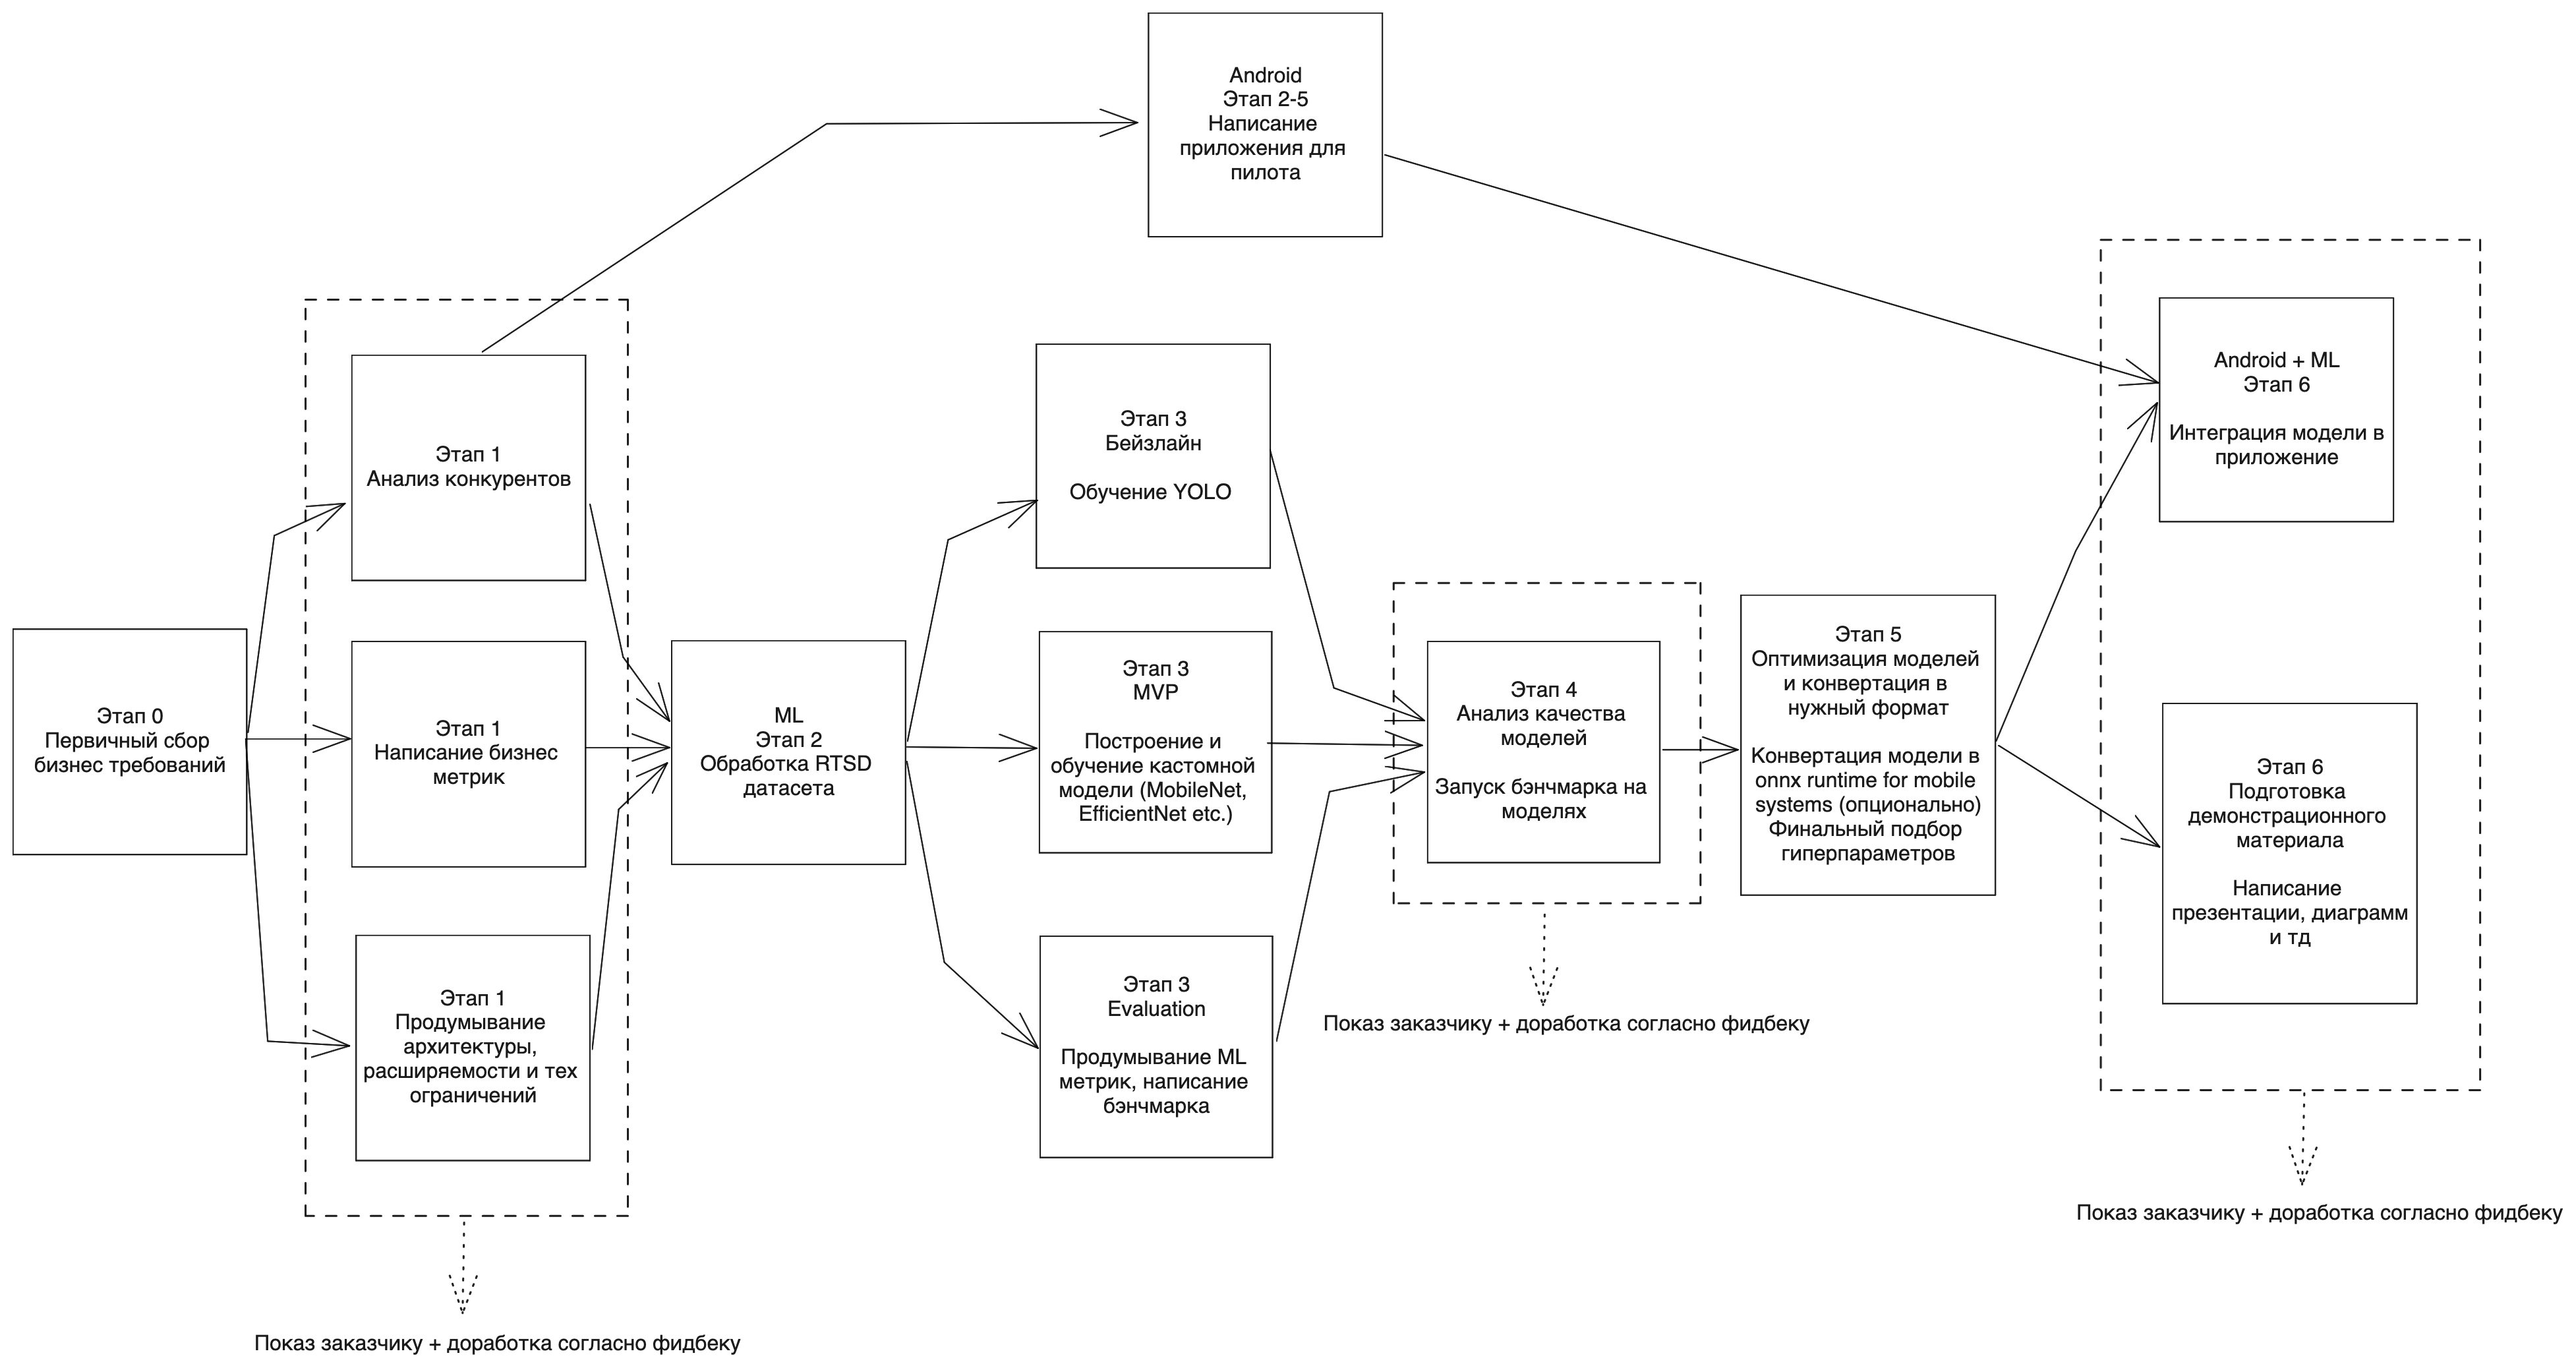 Android
Этап 2-5
Написание
приложения для
пилота
Этап 0
Первичный сбор
бизнес требований
Этап 1
Анализ конкурентов
Этап 1
Написание бизнес
метрик
Этап 1
Продумывание
архитектуры,
расширяемости и тех
ограничений
Показ заказчику + доработка согласно фидбеку
ML
Этап 2
Обработка RTSD
датасета
Этап 3
Бейзлайн
Обучение YOLO
Этап 3
MVP
Построение и
обучение кастомной
модели (MobileNet,
EfficientNet etc.)
Этап 3
Evaluation
Продумывание ML
метрик, написание
бэнчмарка
Этап 4
Анализ качества
моделей
Запуск бэнчмарка на
моделях
Показ заказчику + доработка согласно фидбеку
Этап 5
Оптимизация моделей
и конвертация в
нужный формат
Конвертация модели в
onnx runtime for mobile
systems (опционально)
Финальный подбор
гиперпараметров
Android + ML
Этап 6
Интеграция модели в
приложение
Этап 6
Подготовка
демонстрационного
материала
Написание
презентации, диаграмм
и тд
Показ заказчику + доработка согласно фидбеку